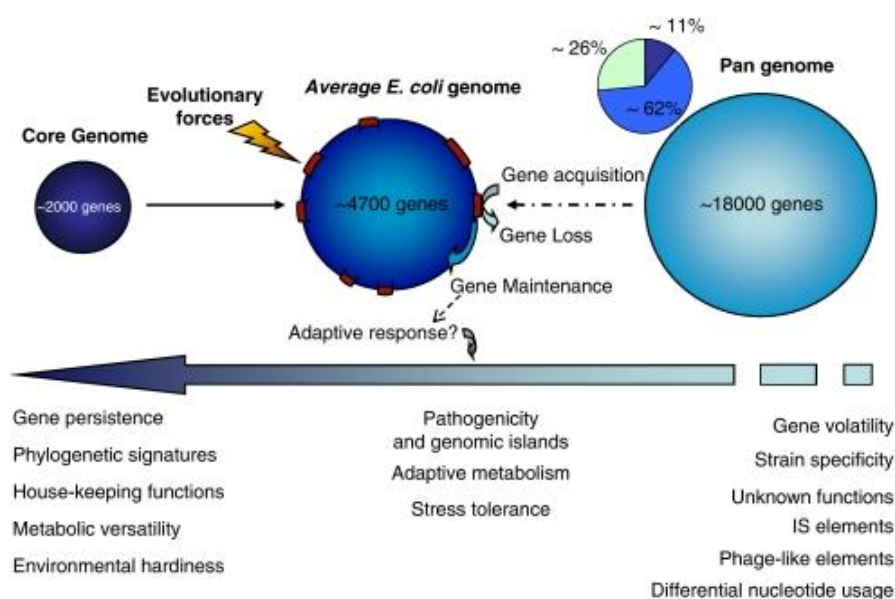 ~ 11%
~ 26%
~ 62%
Pan genome
Average E. coli genome
Evolutionary
forces
Core Genome
~2000 genes
~4700 genes
Gene acquisition
Gene Loss
~18000 genes
Gene Maintenance
Adaptive response?
Gene persistence
Phylogenetic signatures
House-keeping functions
Metabolic versatility
Environmental hardiness
Pathogenicity
and genomic islands
Adaptive metabolism
Stress tolerance
Gene volatility
Strain specificity
Unknown functions
IS elements
Phage-like elements
Differential nucleotide usage